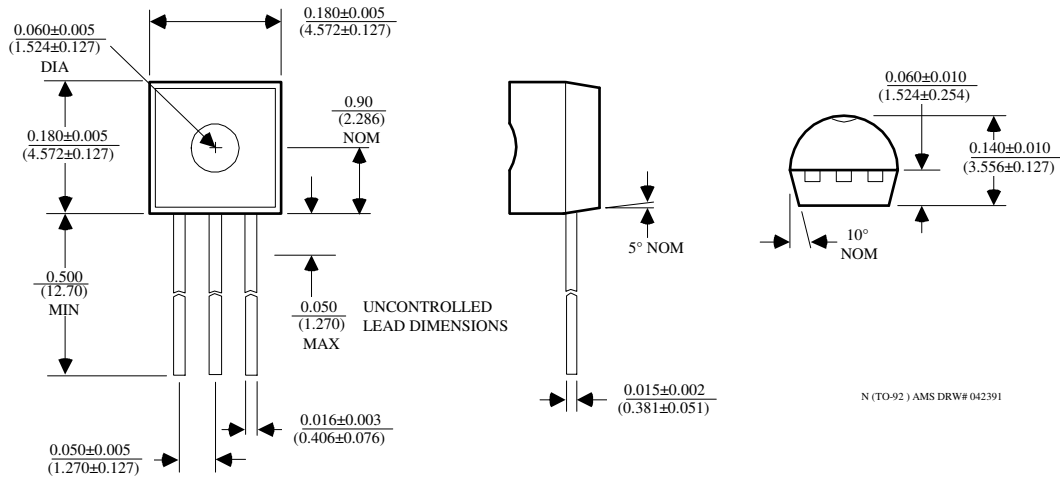 0.060±0.005
(1.524±0.127)
DIA
0.180±0.005
(4.572±0.127)
0.180±0.005
(4.572±0.127)
0.90
(2.286)
NOM
0.500
(12.70)
MIN
0.050
(1.270)
MAX
UNCONTROLLED
LEAD DIMENSIONS
0.016±0.003
(0.406±0.076)
0.050±0.005
(1.270±0.127)
5° NOM
0.015±0.002
(0.381±0.051)
0.060±0.010
(1.524±0.254)
0.140±0.010
(3.556±0.127)
10°
NOM
N (TO-92 ) AMS DRW# 042391